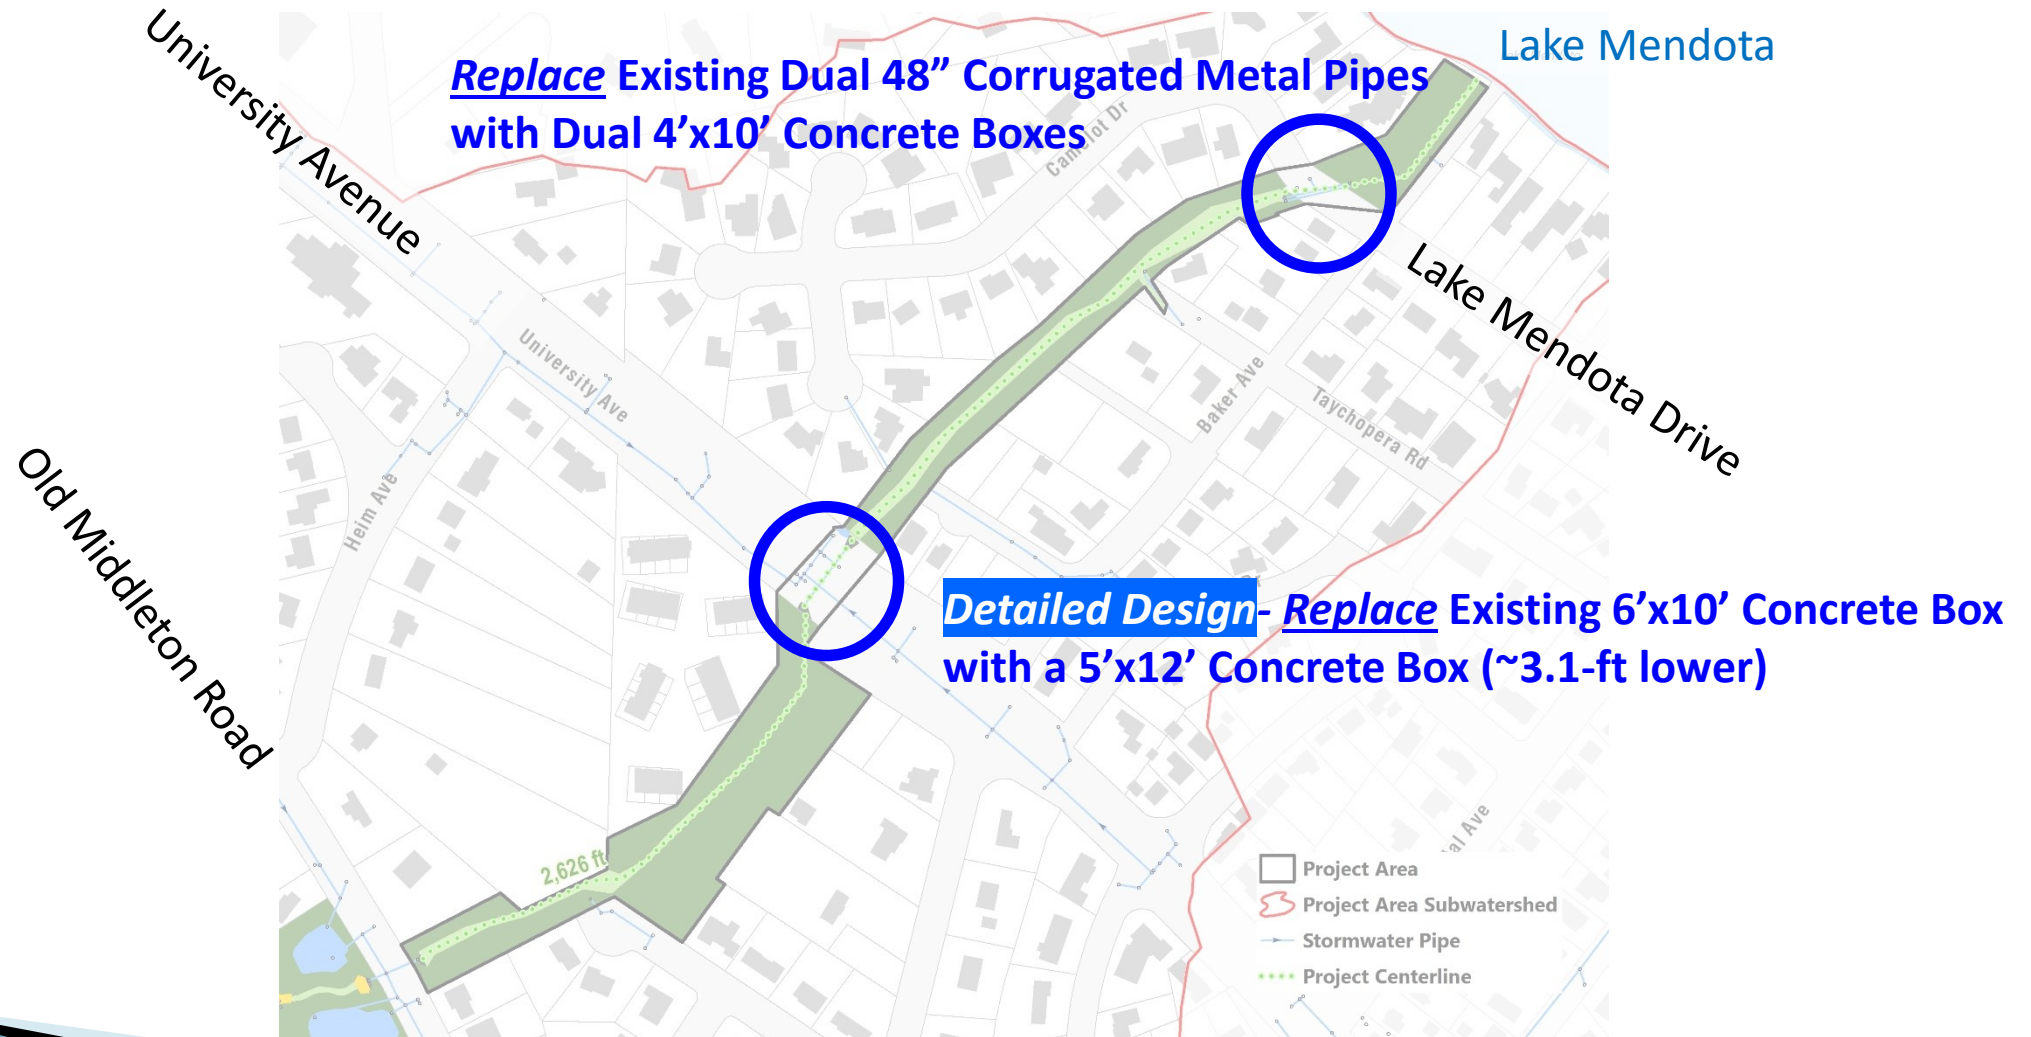 University Avenue
Lake Mendota
Replace Existing Dual 48” Corrugated Metal Pipes
with Dual 4’x10’ Concrete Boxes
Camelot Dr
Lake Mendota Drive
University Ave
Baker Ave
Taychopera Rd
Old Middleton Road
Heim Ave
Detailed Design- Replace Existing 6’x10’ Concrete Box
with a 5’x12’ Concrete Box (~3.1-ft lower)
2,626 ft
al Ave
Project Area
Project Area Subwatershed
Stormwater Pipe
Project Centerline